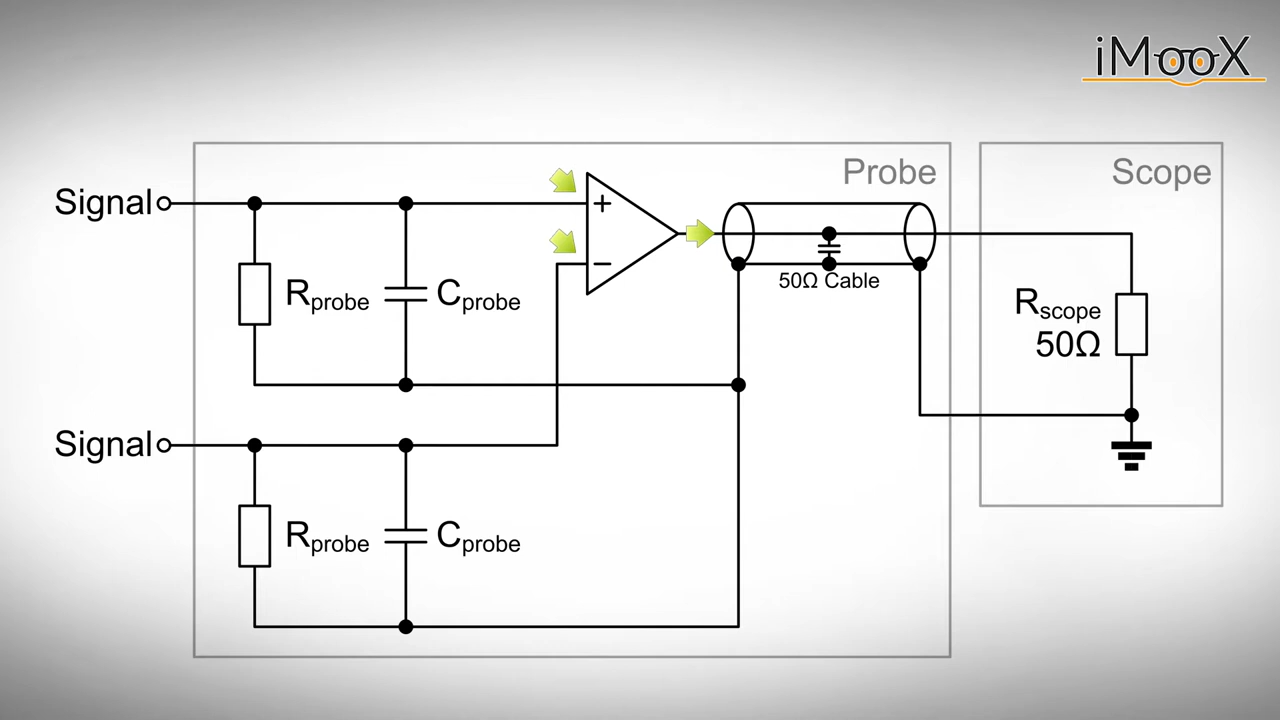 iMooX
Probe
Scope
Signal
+
−
Rprobe
Cprobe
50Ω Cable
Rscope
50Ω
Signal
Rprobe
Cprobe